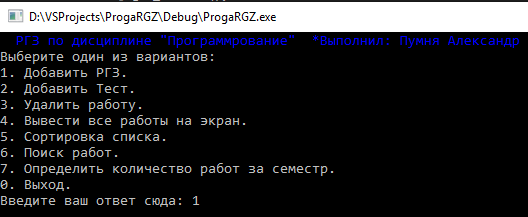 D:\VSProjects\ProgaRGZ\Debug\ProgaRGZ.exe
РГЗ по дисциплине "Программирование" *Выполнил: Пумня Александр
Выберите один из вариантов:
1. Добавить РГЗ.
2. Добавить Тест.
3. Удалить работу.
4. Вывести все работы на экран.
5. Сортировка списка.
6. Поиск работ.
7. Определить количество работ за семестр.
0. Выход.
Введите ваш ответ сюда: 1